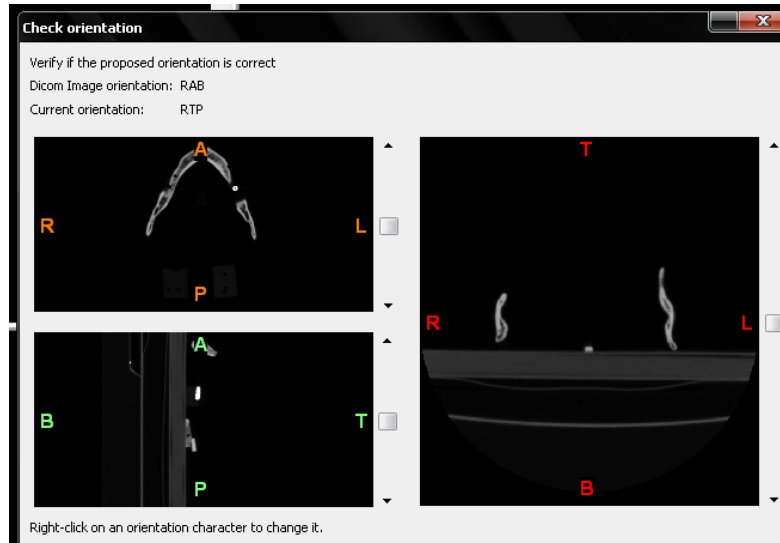 Check orientation
Verify if the proposed orientation is correct
Dicom Image orientation: RAB
Current orientation: RTP
A
R L
P
A
B T
P
T
R L
B
Right-click on an orientation character to change it.